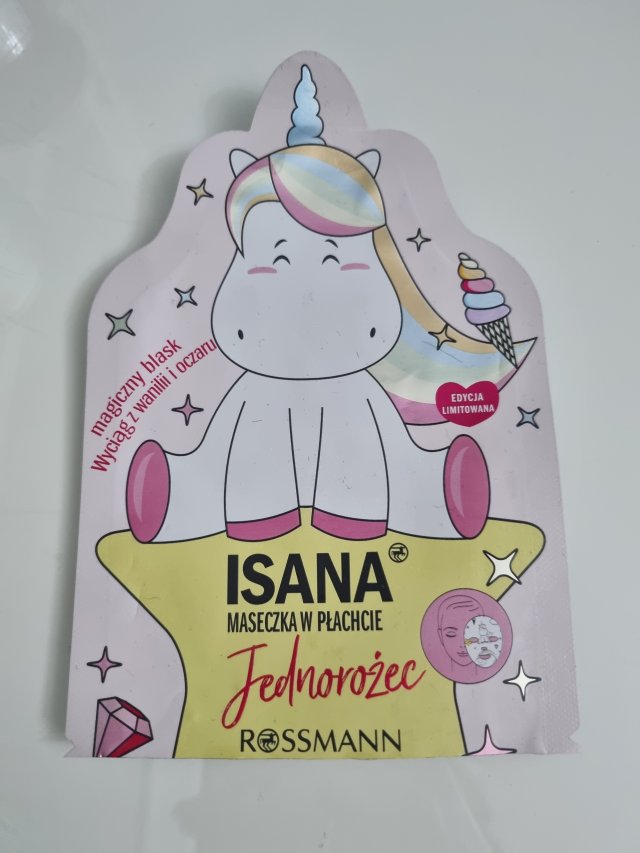 magiczny blask
Wyciąg z wanilii i oczaru
EDYCJA
LIMITOWANA
ISANA
MASECZKA W PŁACHCIE
Jednorożec
ROSSMANN